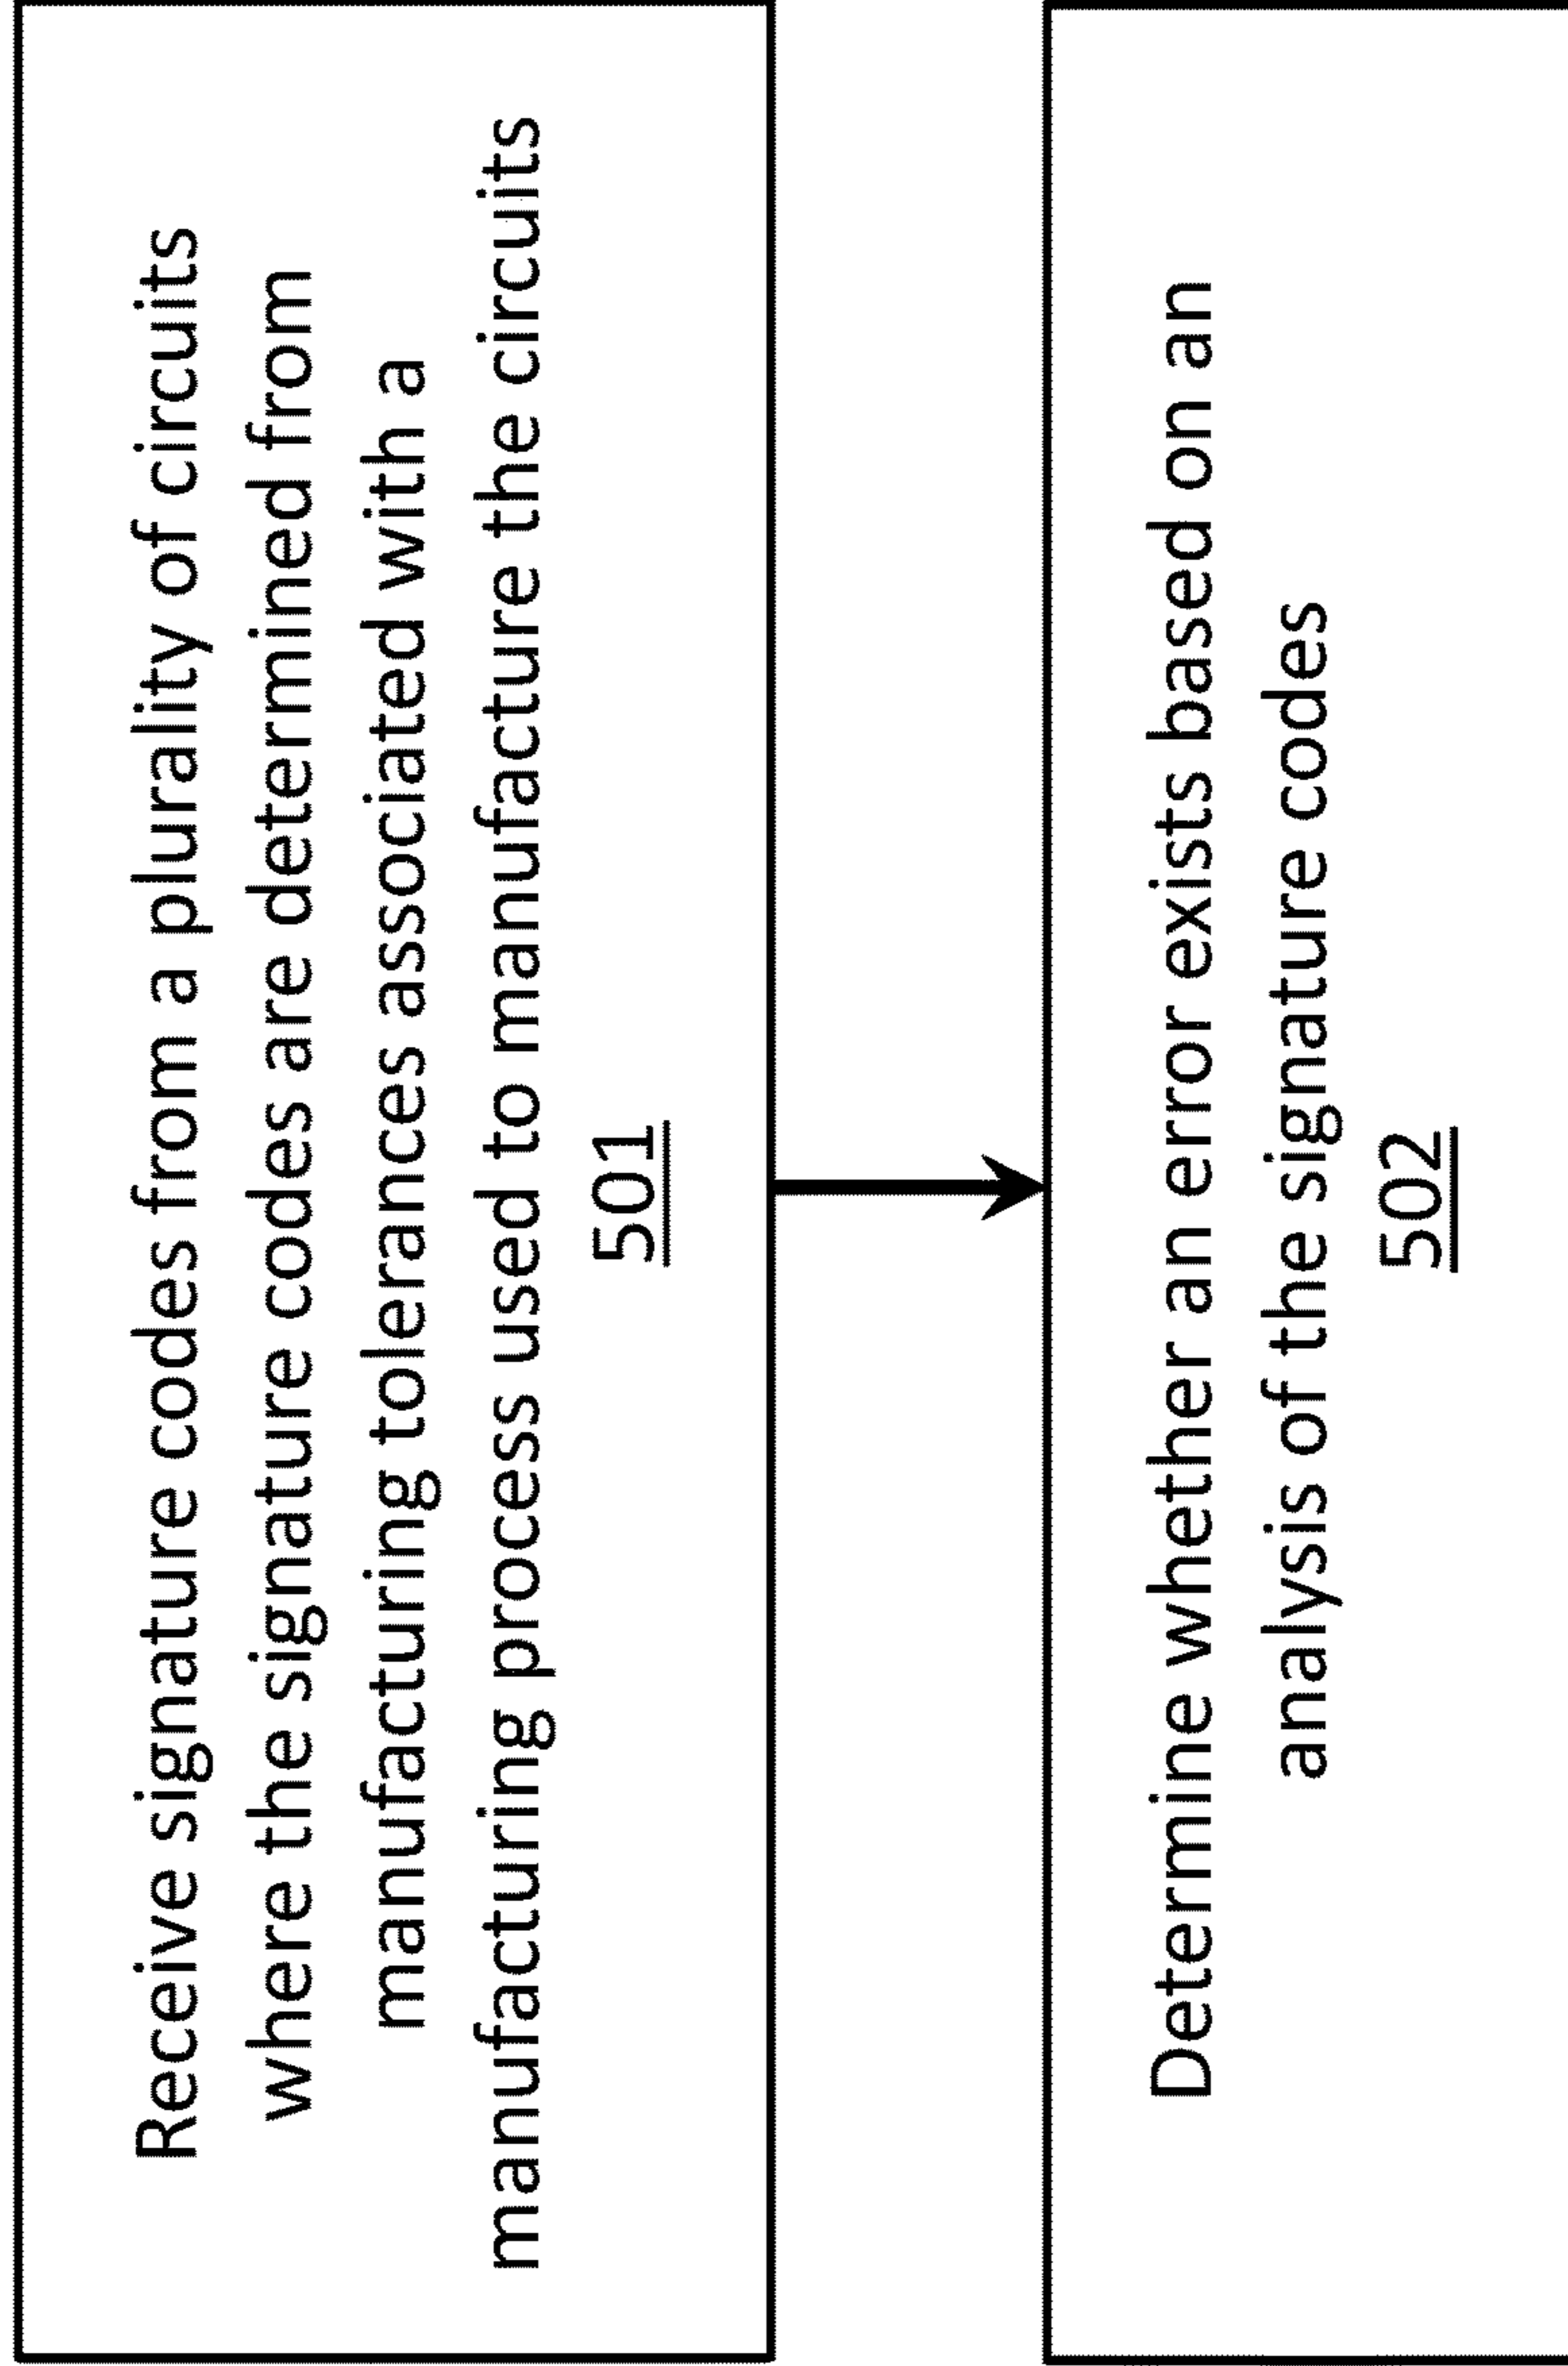 Receive signature codes from a plurality of circuits
where the signature codes are determined from
manufacturing tolerances associated with a
manufacturing process used to manufacture the circuits
501
Determine whether an error exists based on an
analysis of the signature codes
502